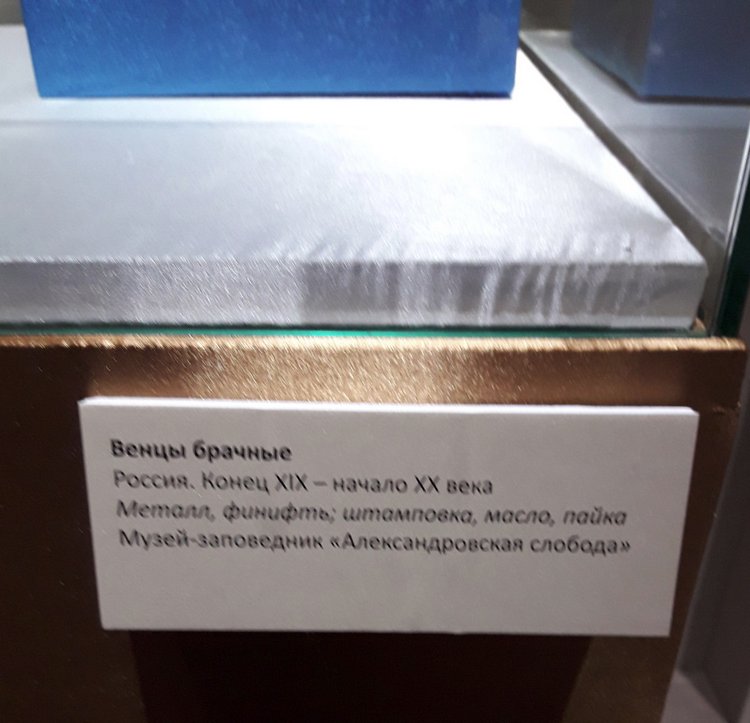 Венцы брачные
Россия. Конец XIX – начало XX века
Металл, финифть; штамповка, масло, пайка
Музей-заповедник «Александровская слобода»